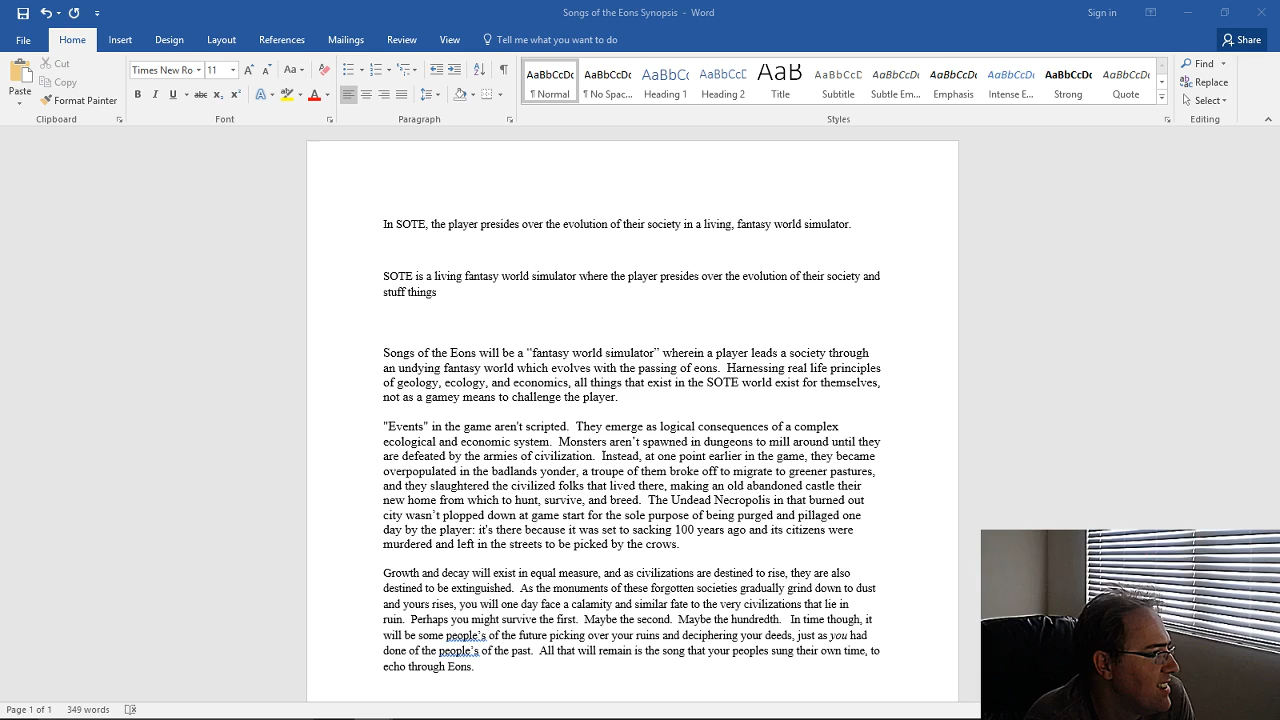 Songs of the Eons Synopsis - Word
Sign in
File Home Insert Design Layout References Mailings Review View Tell me what you want to do Share
Paste
Cut
Copy
Format Painter
Times New Ro 11
Aa
B I U abc x₂ x²
A A
AaBbCcDc AaBbCcDc AaBbCc AaBbCcD AaB AaBbCcD AaBbCcDc AaBbCcDc AaBbCcDc AaBbCcDc AaBbCcDc
¶ Normal ¶ No Spac... Heading 1 Heading 2 Title Subtitle Subtle Em... Emphasis Intense E... Strong Quote
Find
Replace
Select
Clipboard Font Paragraph Styles Editing
In SOTE, the player presides over the evolution of their society in a living, fantasy world simulator.
SOTE is a living fantasy world simulator where the player presides over the evolution of their society and
stuff things
Songs of the Eons will be a “fantasy world simulator” wherein a player leads a society through
an undying fantasy world which evolves with the passing of eons.  Harnessing real life principles
of geology, ecology, and economics, all things that exist in the SOTE world exist for themselves,
not as a gamey means to challenge the player.
"Events" in the game aren't scripted.  They emerge as logical consequences of a complex
ecological and economic system.  Monsters aren’t spawned in dungeons to mill around until they
are defeated by the armies of civilization.  Instead, at one point earlier in the game, they became
overpopulated in the badlands yonder, a troupe of them broke off to migrate to greener pastures,
and they slaughtered the civilized folks that lived there, making an old abandoned castle their
new home from which to hunt, survive, and breed.  The Undead Necropolis in that burned out
city wasn’t plopped down at game start for the sole purpose of being purged and pillaged one
day by the player: it's there because it was set to sacking 100 years ago and its citizens were
murdered and left in the streets to be picked by the crows.
Growth and decay will exist in equal measure, and as civilizations are destined to rise, they are also
destined to be extinguished.  As the monuments of these forgotten societies gradually grind down to dust
and yours rises, you will one day face a calamity and similar fate to the very civilizations that lie in
ruin.  Perhaps you might survive the first.  Maybe the second.  Maybe the hundredth.   In time though, it
will be some people’s of the future picking over your ruins and deciphering your deeds, just as you had
done of the people’s of the past.  All that will remain is the song that your peoples sung their own time, to
echo through Eons.
Page 1 of 1 349 words